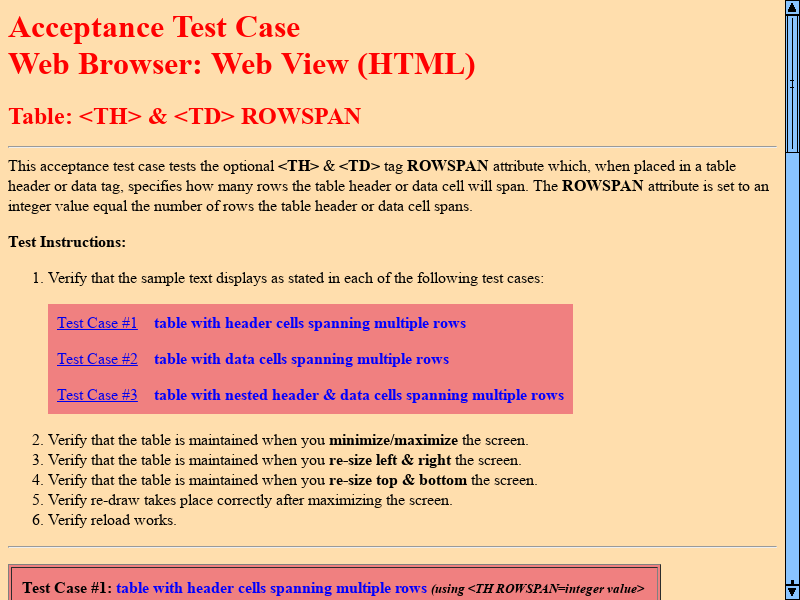 Acceptance Test Case
Web Browser: Web View (HTML)
Table: <TH> & <TD> ROWSPAN
This acceptance test case tests the optional <TH> & <TD> tag ROWSPAN attribute which, when placed in a table
header or data tag, specifies how many rows the table header or data cell will span. The ROWSPAN attribute is set to an
integer value equal the number of rows the table header or data cell spans.
Test Instructions:
1. Verify that the sample text displays as stated in each of the following test cases:
Test Case #1 table with header cells spanning multiple rows
Test Case #2 table with data cells spanning multiple rows
Test Case #3 table with nested header & data cells spanning multiple rows
2. Verify that the table is maintained when you minimize/maximize the screen.
3. Verify that the table is maintained when you re-size left & right the screen.
4. Verify that the table is maintained when you re-size top & bottom the screen.
5. Verify re-draw takes place correctly after maximizing the screen.
6. Verify reload works.
Test Case #1: table with header cells spanning multiple rows (using <TH ROWSPAN=integer value>